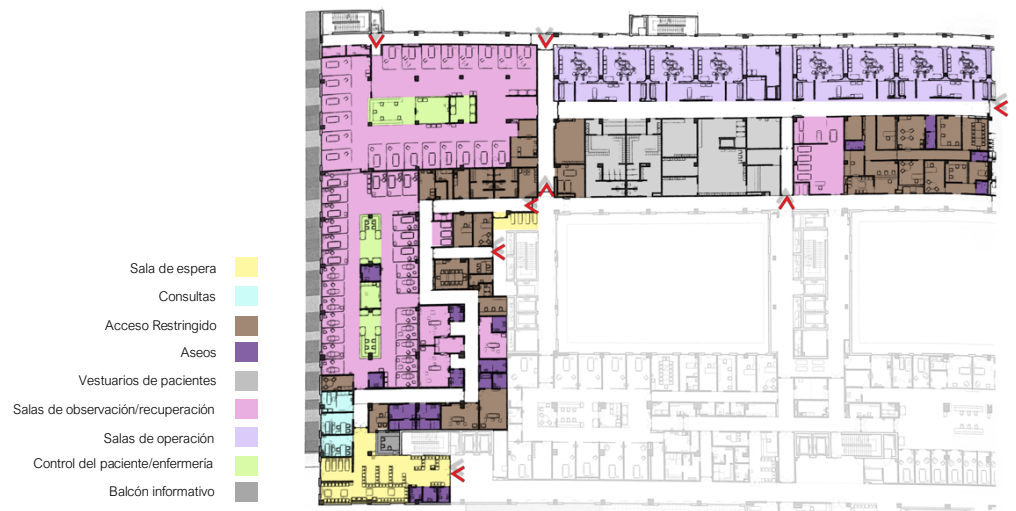 Sala de espera
Consultas
Acceso Restringido
Aseos
Vestuarios de pacientes
Salas de observación/recuperación
Salas de operación
Control del paciente/enfermería
Balcón informativo